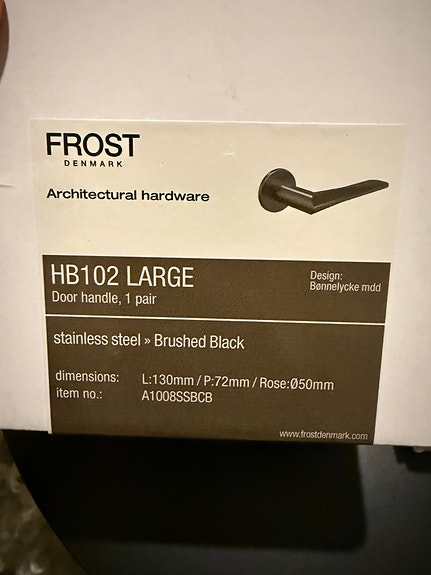 FROST
DENMARK
Architectural hardware
HB102 LARGE
Door handle, 1 pair
Design:
Bønnelycke mdd
stainless steel » Brushed Black
dimensions: L:130mm / P:72mm / Rose:Ø50mm
item no.: A1008SSBCB
www.frostdenmark.com